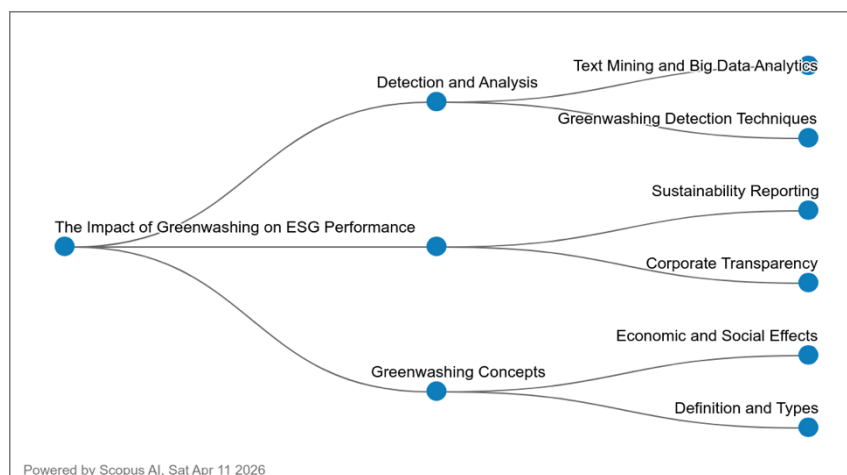 Text Mining and Big Data Analytics
Detection and Analysis
Greenwashing Detection Techniques
Sustainability Reporting
The Impact of Greenwashing on ESG Performance
Corporate Transparency
Economic and Social Effects
Greenwashing Concepts
Definition and Types
Powered by Scopus AI, Sat Apr 11 2026